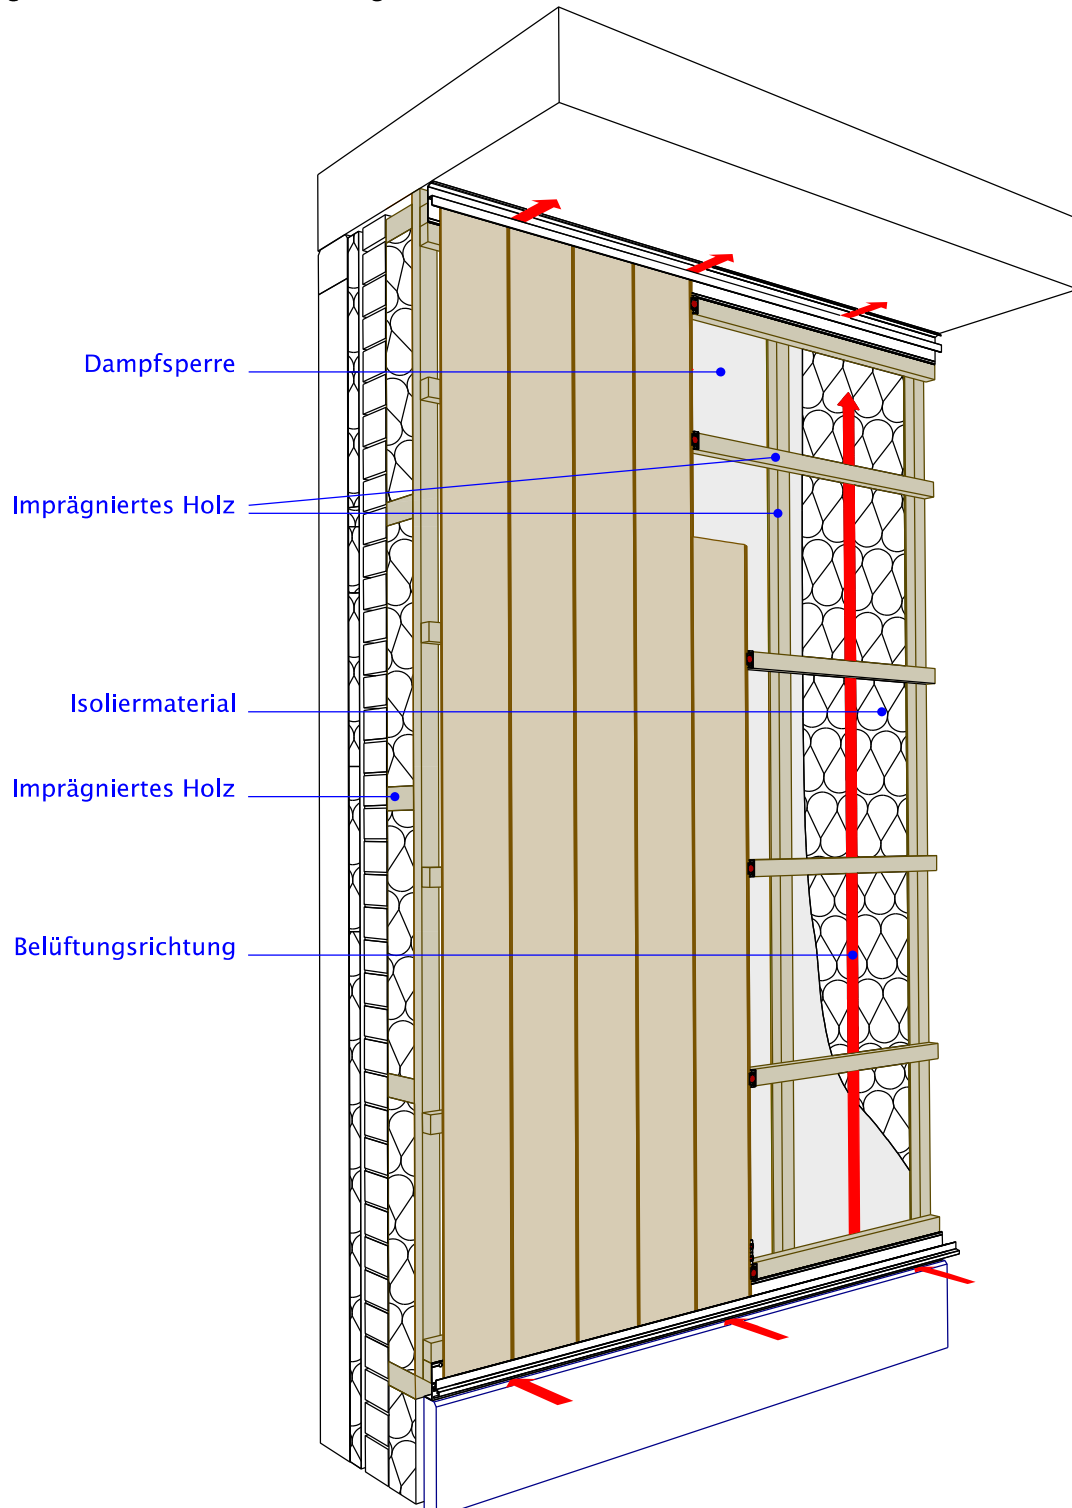 Dampfsperre
Imprägniertes Holz
Isoliermaterial
Imprägniertes Holz
Belüftungsrichtung